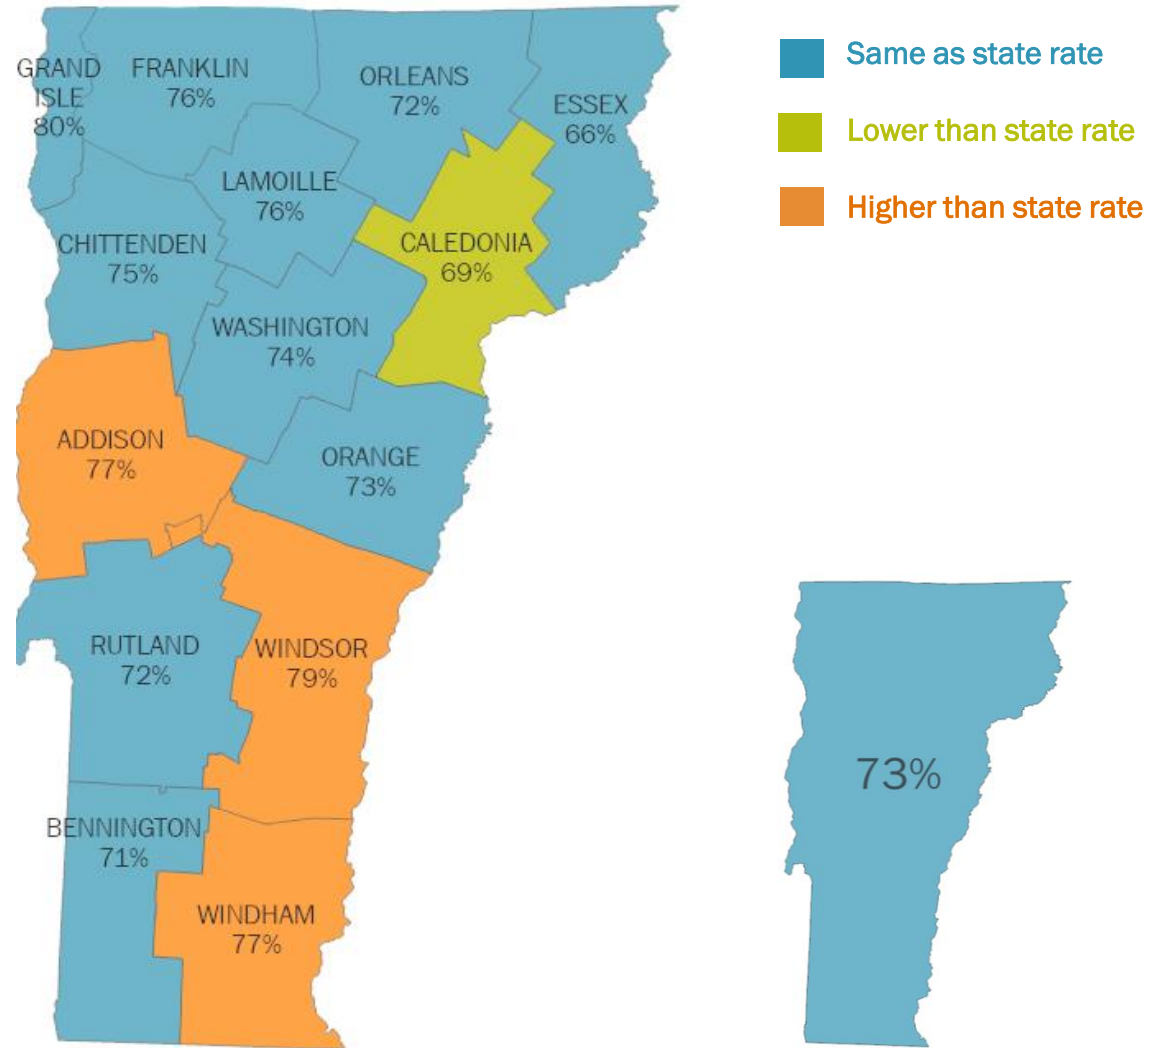 GRAND
ISLE
80%
FRANKLIN
76%
ORLEANS
72%
ESSEX
66%
LAMOILLE
76%
CHITTENDEN
75%
CALEDONIA
69%
WASHINGTON
74%
ADDISON
77%
ORANGE
73%
RUTLAND
72%
WINDSOR
79%
BENNINGTON
71%
WINDHAM
77%
Same as state rate
Lower than state rate
Higher than state rate
73%